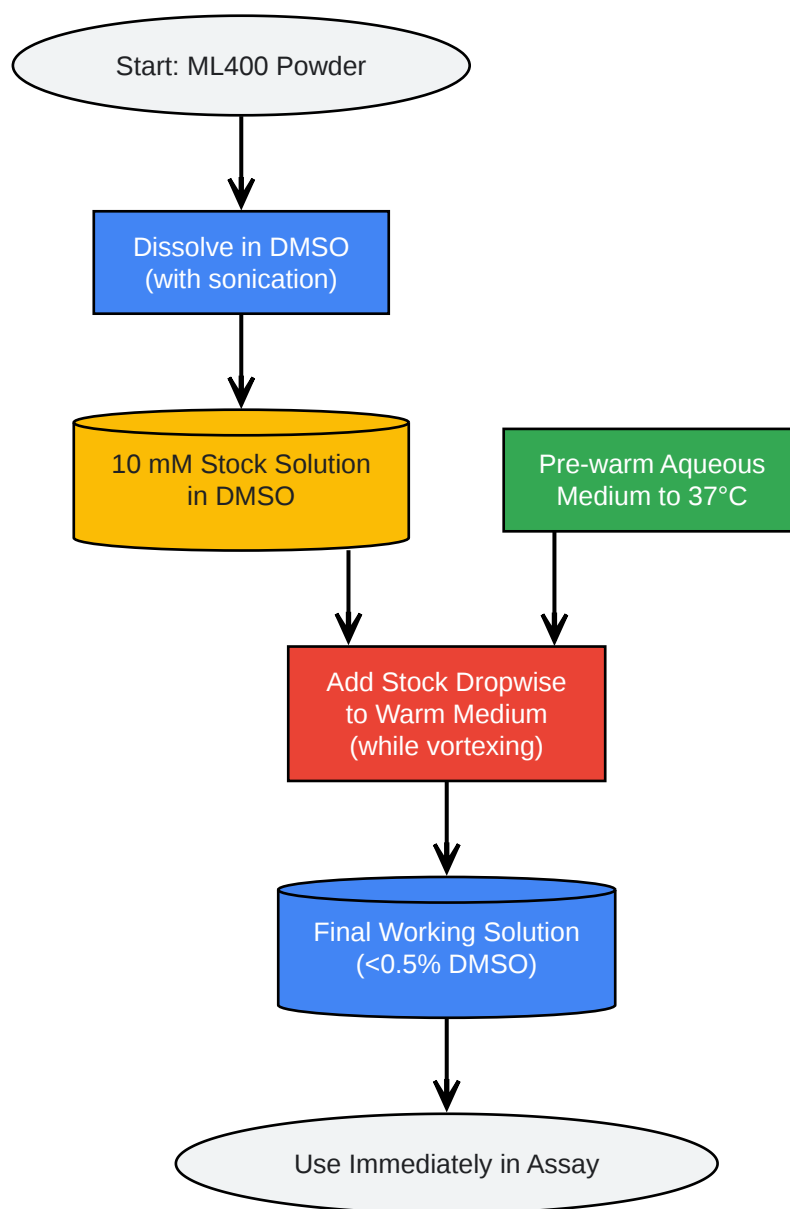 Start: ML400 Powder
Dissolve in DMSO
(with sonication)
10 mM Stock Solution
in DMSO
Pre-warm Aqueous
Medium to 37°C
Add Stock Dropwise
to Warm Medium
(while vortexing)
Final Working Solution
(<0.5% DMSO)
Use Immediately in Assay